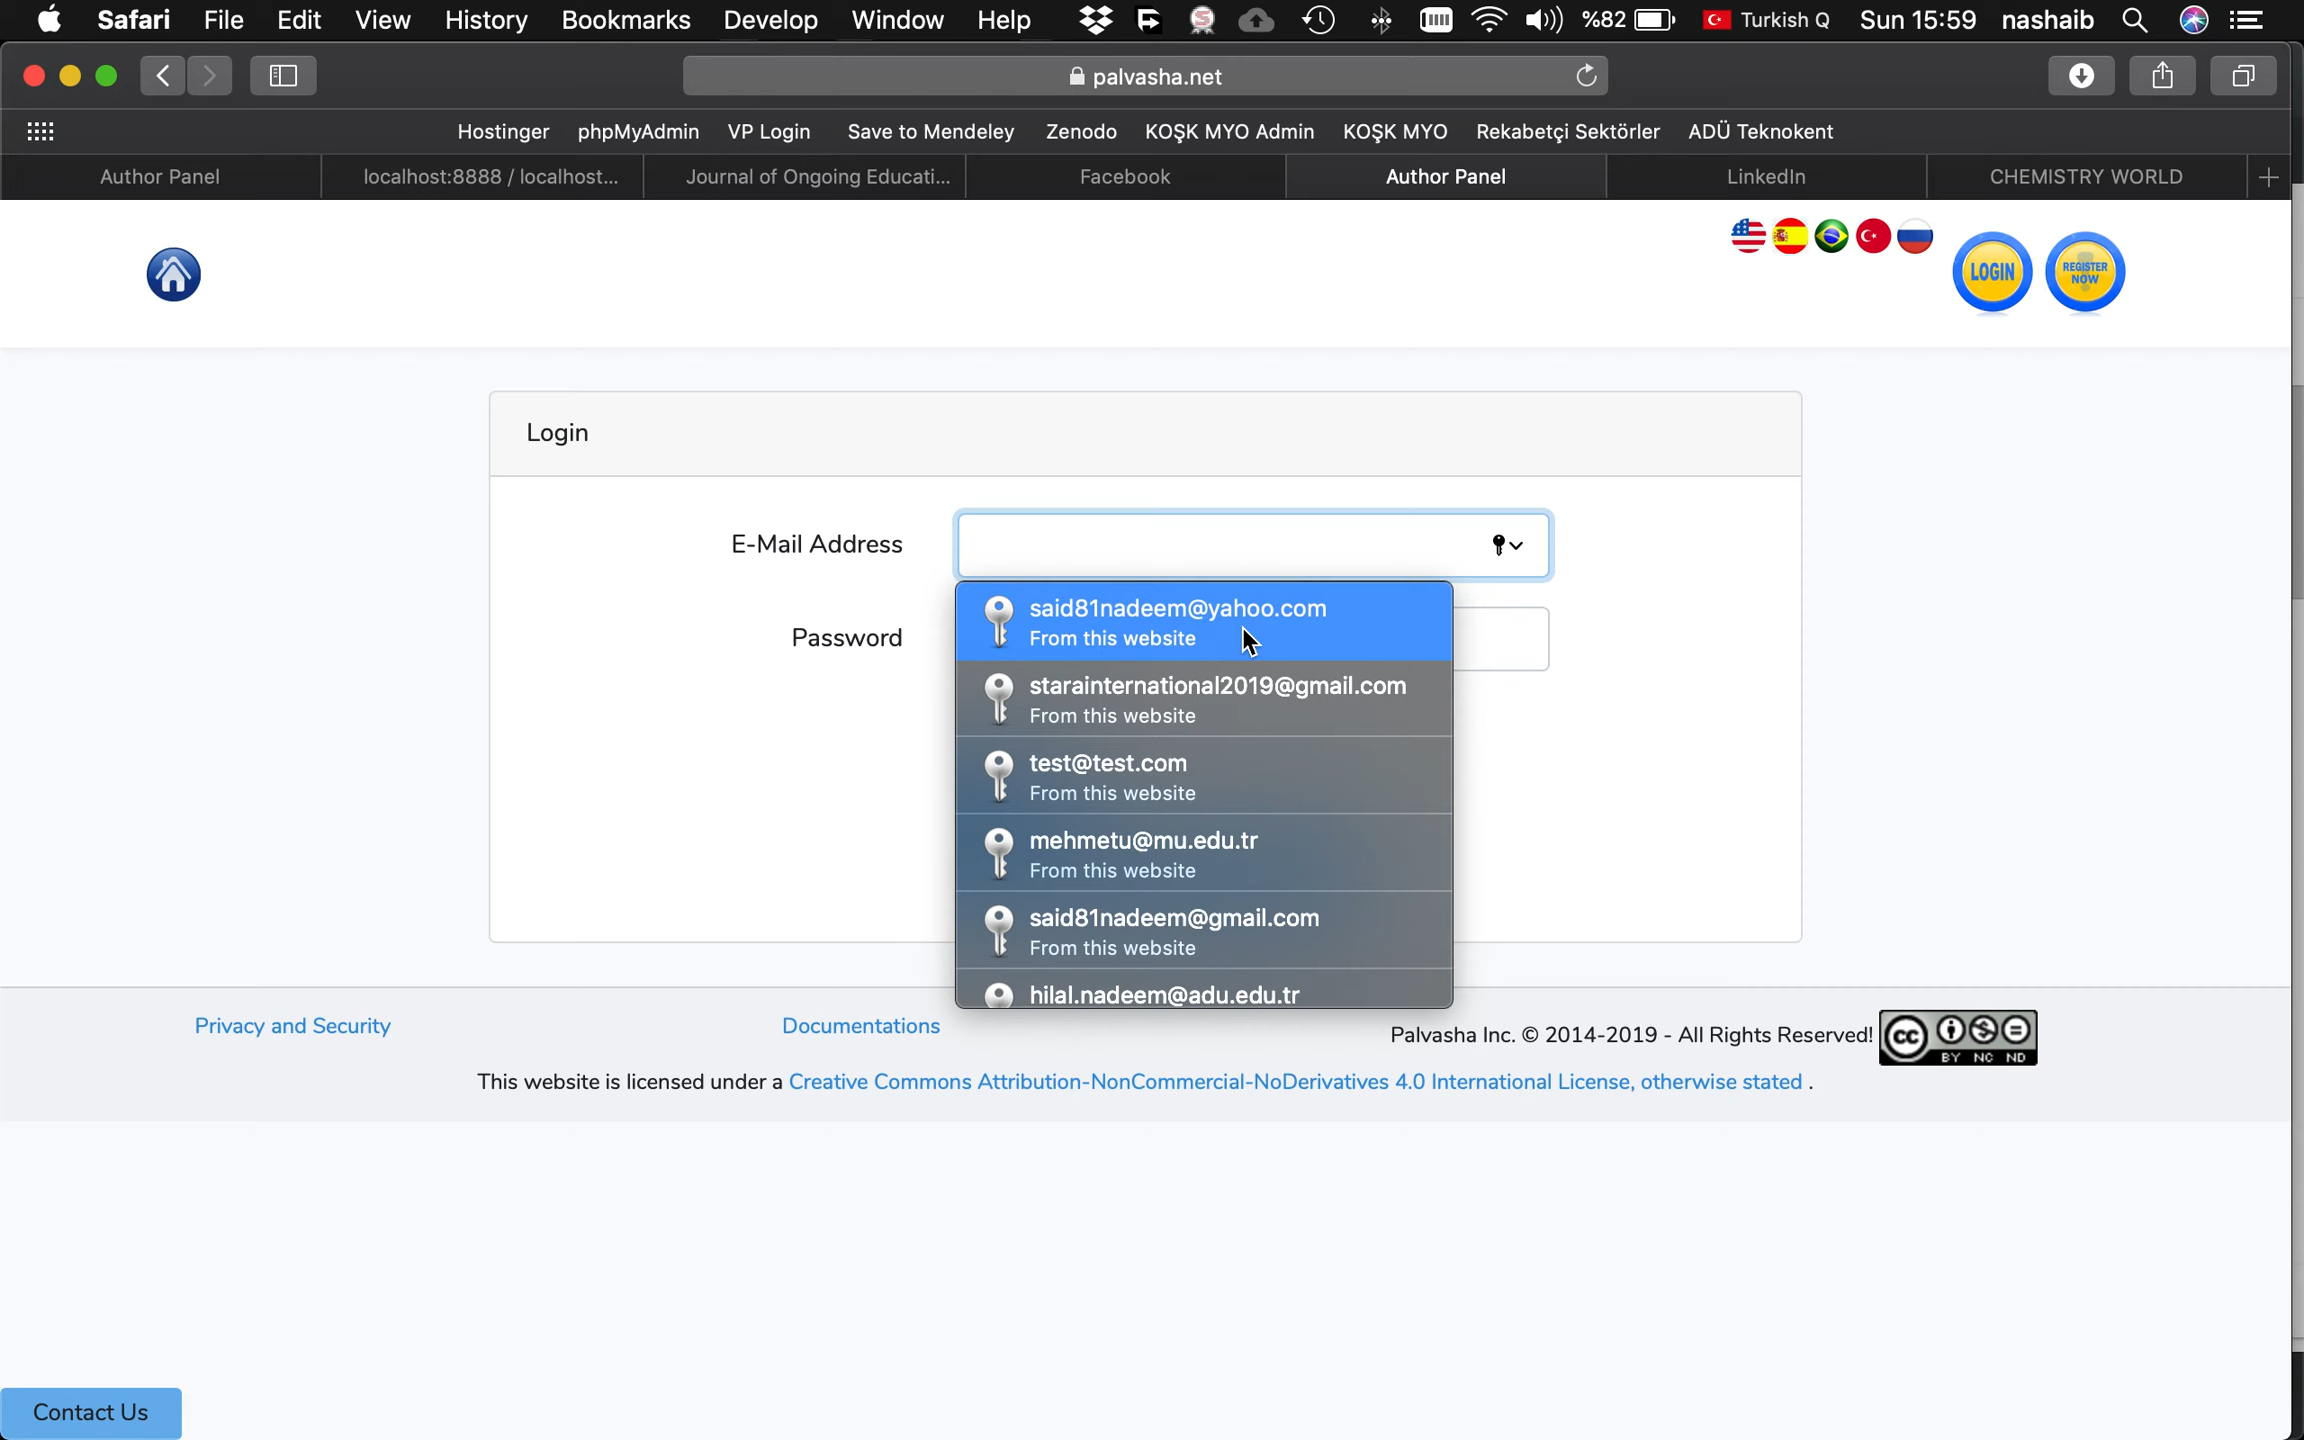 Safari File Edit View History Bookmarks Develop Window Help %82 Turkish Q Sun 15:59 nashaib
palvasha.net
Hostinger phpMyAdmin VP Login Save to Mendeley Zenodo KOŞK MYO Admin KOŞK MYO Rekabetçi Sektörler ADÜ Teknokent
Author Panel localhost:8888 / localhost... Journal of Ongoing Educati... Facebook Author Panel LinkedIn CHEMISTRY WORLD
LOGIN
REGISTER
NOW
Login
E-Mail Address
Password
said81nadeem@yahoo.com
From this website
starainternational2019@gmail.com
From this website
test@test.com
From this website
mehmetu@mu.edu.tr
From this website
said81nadeem@gmail.com
From this website
hilal.nadeem@adu.edu.tr
Privacy and Security Documentations Palvasha Inc. © 2014-2019 - All Rights Reserved!
cc BY NC ND
This website is licensed under a Creative Commons Attribution-NonCommercial-NoDerivatives 4.0 International License, otherwise stated .
Contact Us